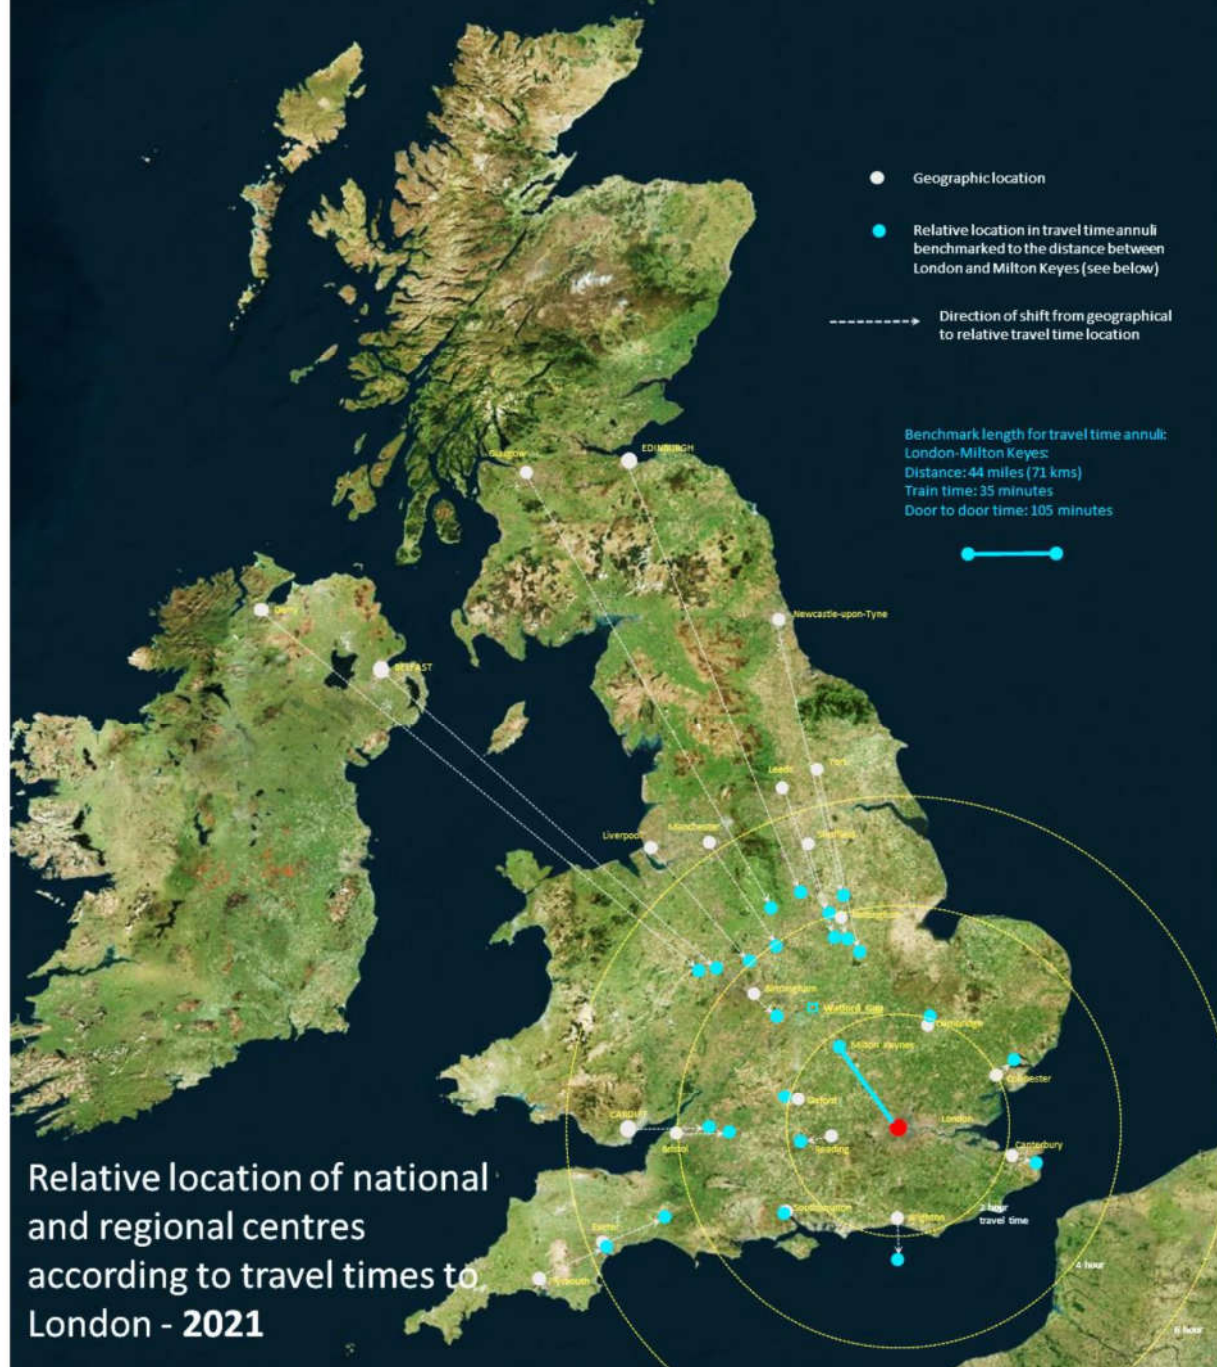 Geographic location
Relative location in travel time annuli
benchmarked to the distance between
London and Milton Keyes (see below)
Direction of shift from geographical
to relative travel time location
Benchmark length for travel time annuli:
London-Milton Keyes:
Distance: 44 miles (71 kms)
Train time: 35 minutes
Door to door time: 105 minutes
EDINBURGH
Glasgow
Derry
Newcastle-upon-Tyne
BELFAST
York
Leeds
Manchester
Liverpool
Sheffield
Nottingham
Birmingham
Watford Gap
Cambridge
Milton Keynes
Colchester
Oxford
CARDIFF
London
Bristol
Reading
Canterbury
Southampton
Brighton
2 hour
travel time
Exeter
4 hour
Plymouth
6 hour
Relative location of national
and regional centres
according to travel times to
London - 2021